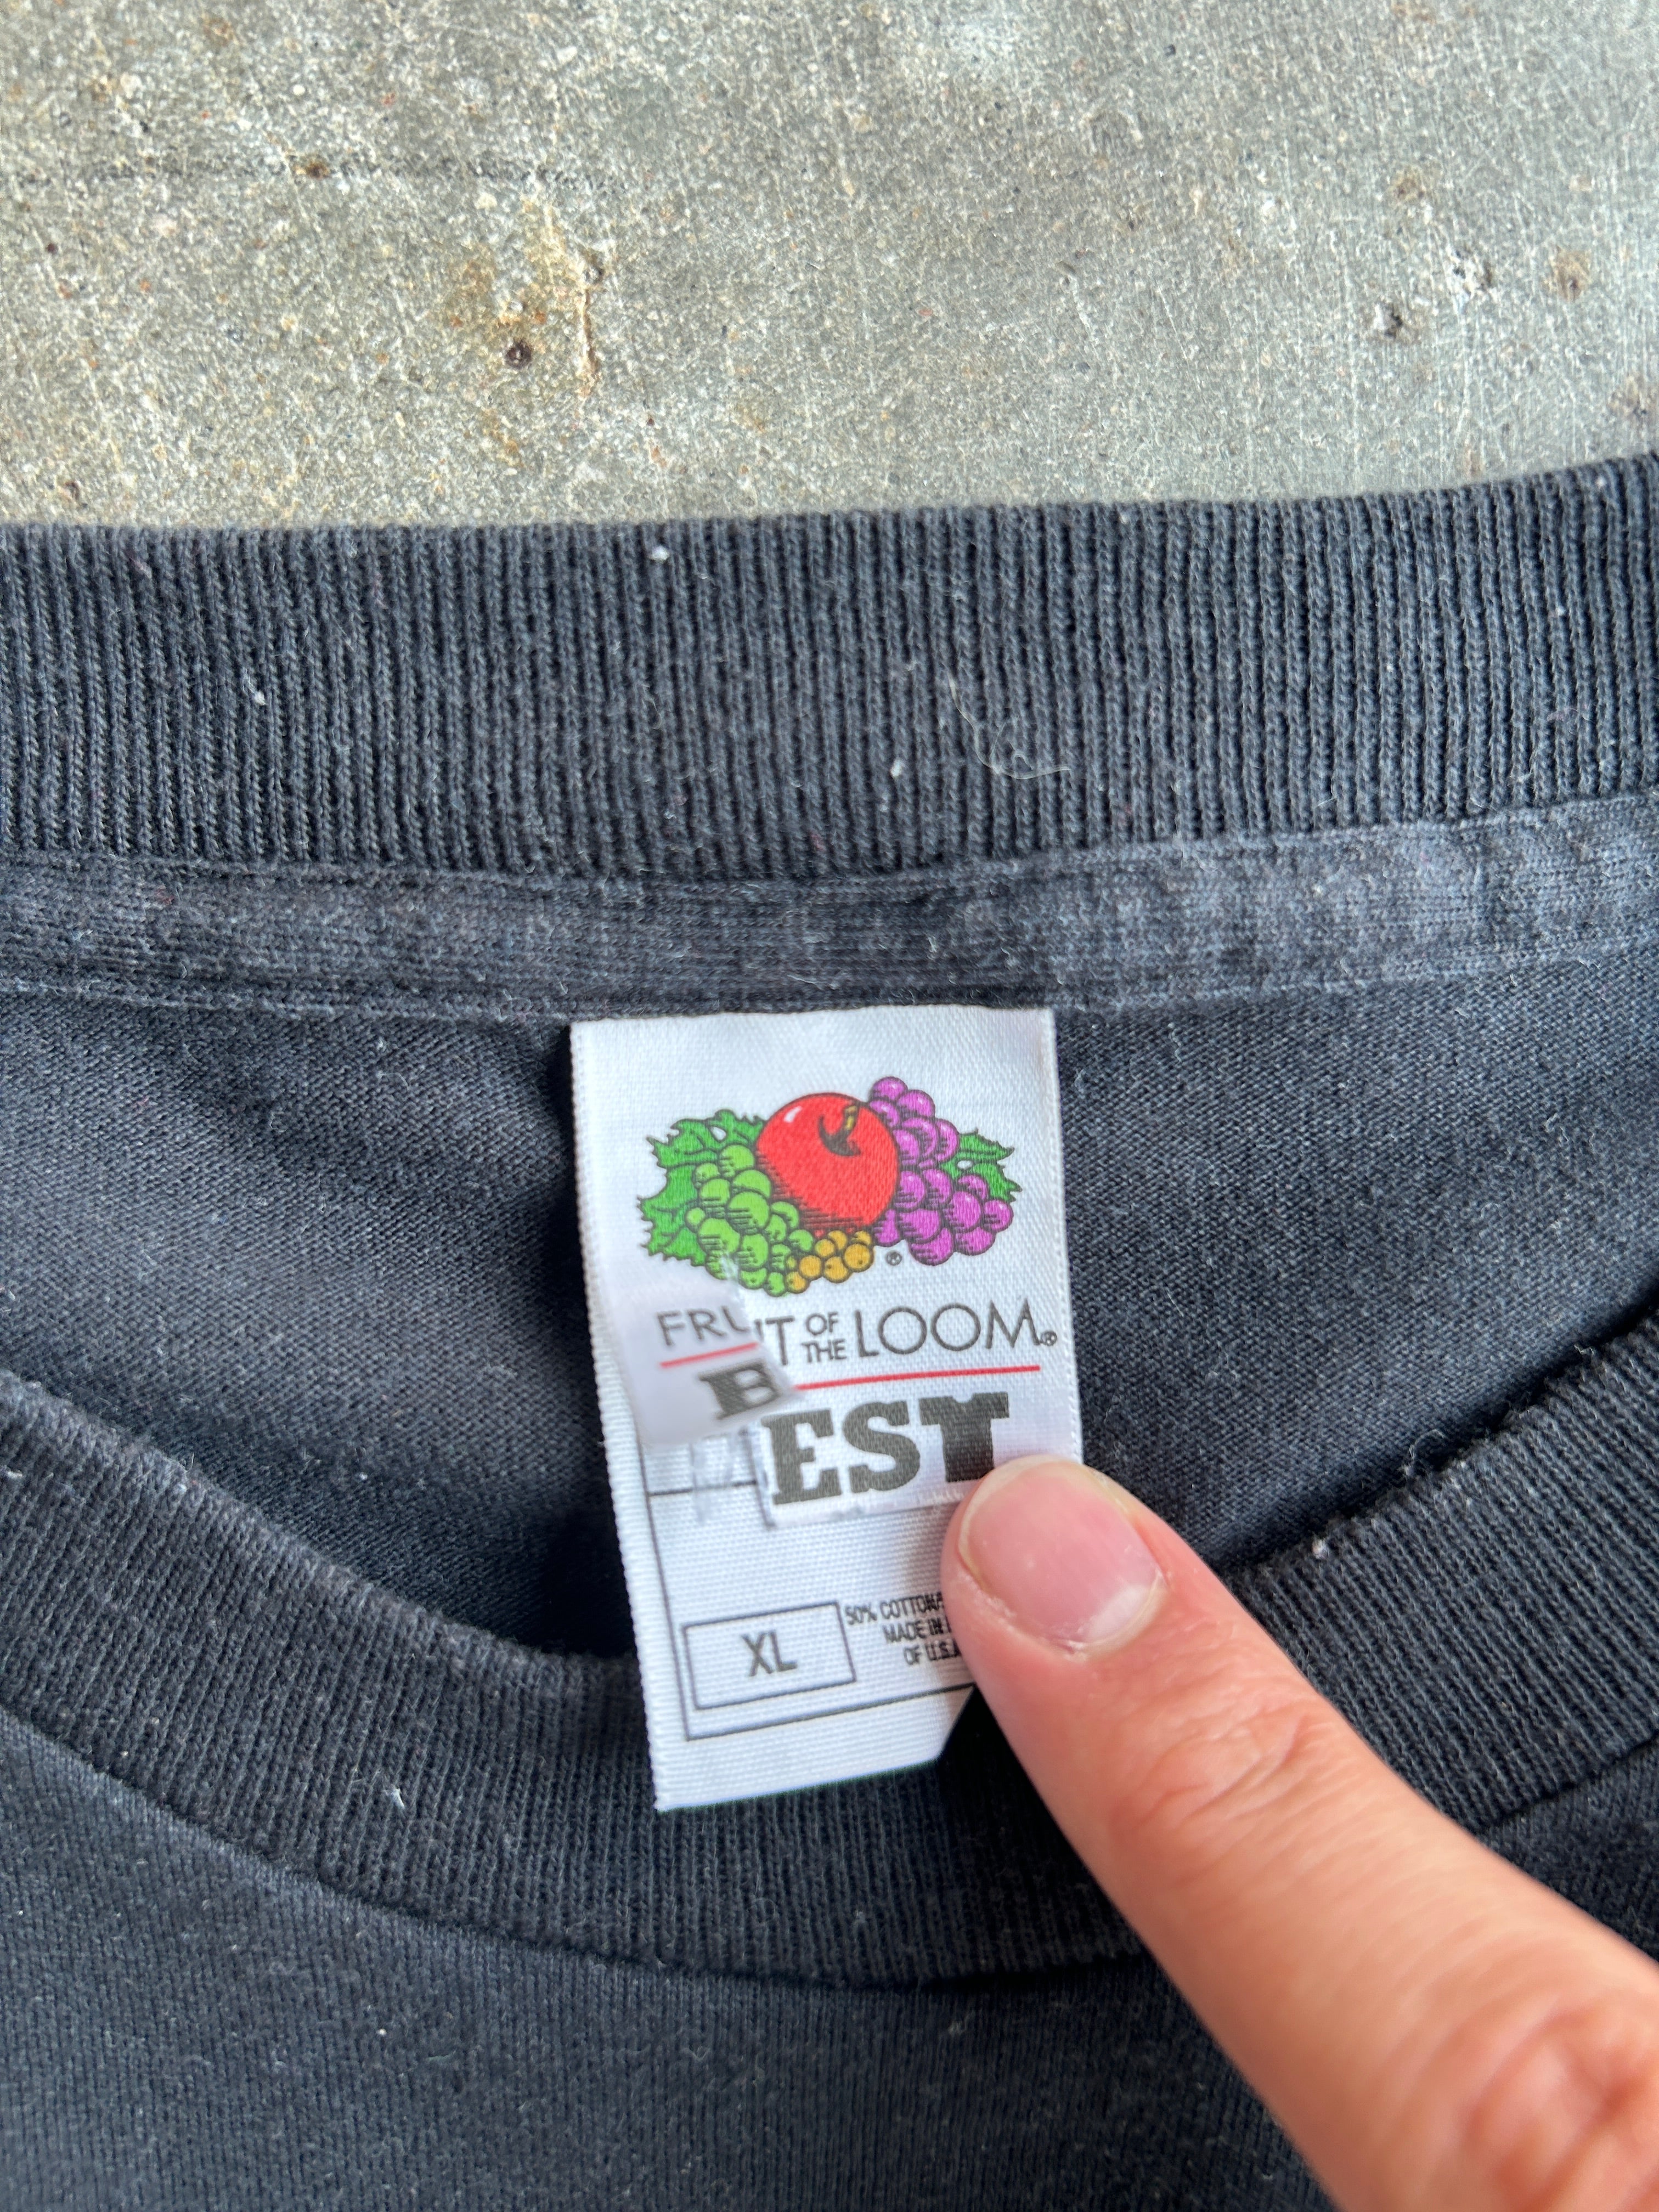 FRUIT OF THE LOOM®
BEST
XL
50% COTTON
MADE IN
OF U.S.A